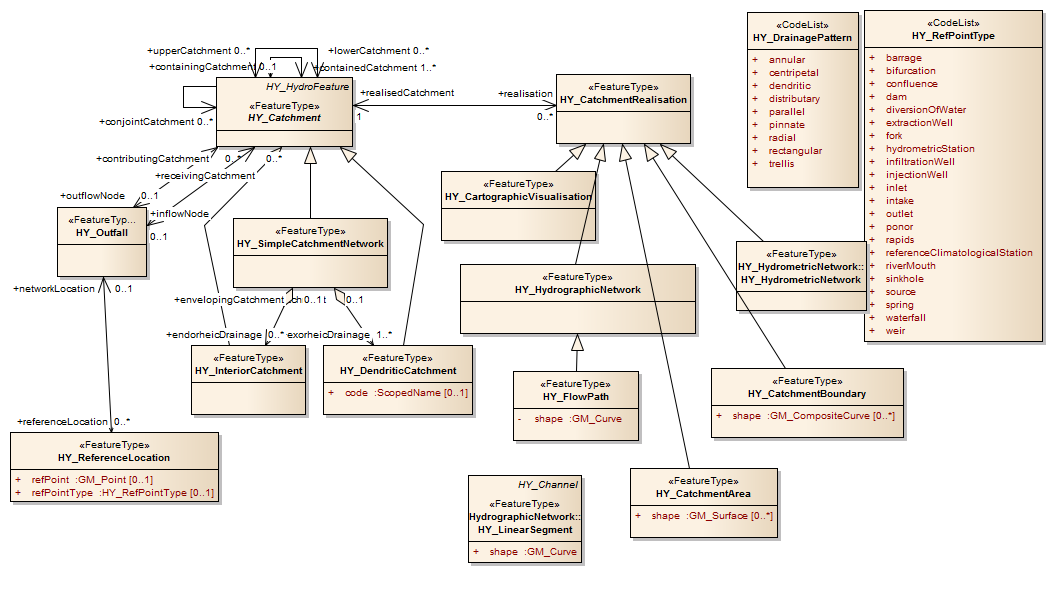 +upperCatchment 0..*
+lowerCatchment 0..*
+containingCatchment 0..1
+containedCatchment 1..*
HY_HydroFeature
«FeatureType»
HY_Catchment
+conjointCatchment 0..*
+realisedCatchment
1
+realisation
0..*
«FeatureType»
HY_CatchmentRealisation
+contributingCatchment
0..*
0..*
+receivingCatchment
+outflowNode
0..1
+inflowNode
0..1
«FeatureTyp...
HY_Outfall
+networkLocation
0..1
+referenceLocation
0..*
«FeatureType»
HY_ReferenceLocation
+ refPoint :GM_Point [0..1]
+ refPointType :HY_RefPointType [0..1]
«FeatureType»
HY_SimpleCatchmentNetwork
+envelopingCatchment
0..1
0..1
+endorheicDrainage 0..*
exorheicDrainage 1..*
«FeatureType»
HY_InteriorCatchment
«FeatureType»
HY_DendriticCatchment
+ code :ScopedName [0..1]
«FeatureType»
HY_CartographicVisualisation
«FeatureType»
HY_HydrographicNetwork
«FeatureType»
HY_FlowPath
- shape :GM_Curve
HY_Channel
«FeatureType»
HydrographicNetwork::
HY_LinearSegment
+ shape :GM_Curve
«FeatureType»
HY_CatchmentArea
+ shape :GM_Surface [0..*]
«FeatureType»
HY_CatchmentBoundary
+ shape :GM_CompositeCurve [0..*]
«FeatureType»
HY_HydrometricNetwork::
HY_HydrometricNetwork
«CodeList»
HY_DrainagePattern
+ annular
+ centripetal
+ dendritic
+ distributary
+ parallel
+ pinnate
+ radial
+ rectangular
+ trellis
«CodeList»
HY_RefPointType
+ barrage
+ bifurcation
+ confluence
+ dam
+ diversionOfWater
+ extractionWell
+ fork
+ hydrometricStation
+ infiltrationWell
+ injectionWell
+ inlet
+ intake
+ outlet
+ ponor
+ rapids
+ referenceClimatologicalStation
+ riverMouth
+ sinkhole
+ source
+ spring
+ waterfall
+ weir